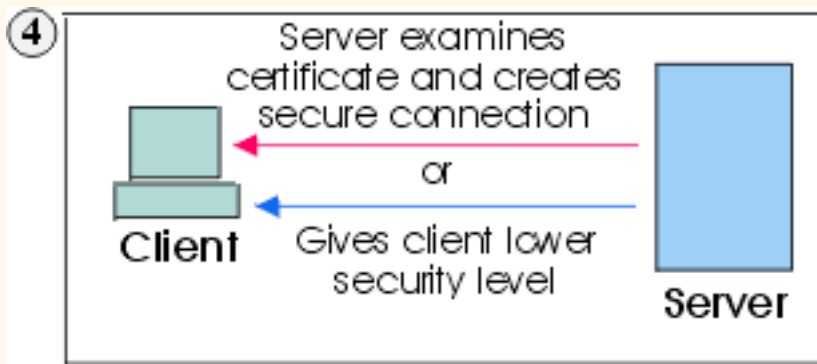 4
Server examines
certificate and creates
secure connection
or
Gives client lower
security level
Client
Server